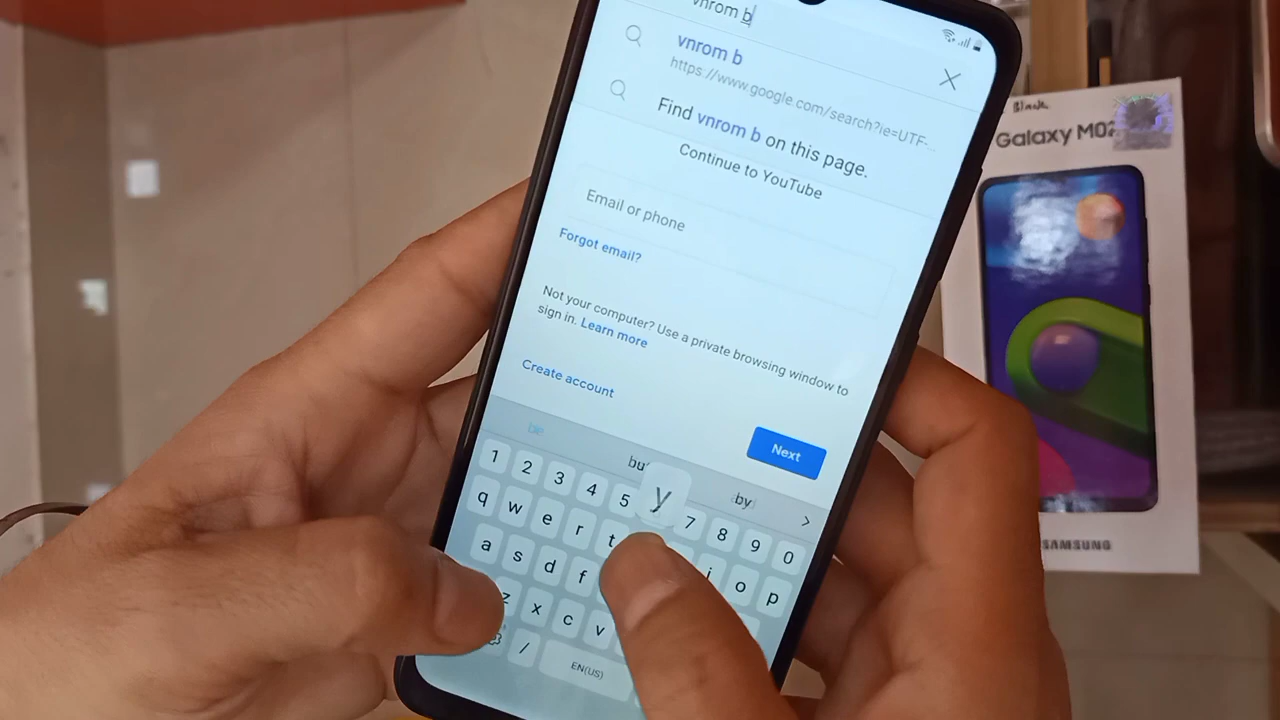 vnrom b
vnrom b
https://www.google.com/search?ie=UTF-...
Find vnrom b on this page.
Continue to YouTube
Email or phone
Forgot email?
Not your computer? Use a private browsing window to
sign in. Learn more
Create account
Next
be
by
1 2 3 4 5 y 7 8 9 0
q w e r t i o p
a s d f
z x c v
/ EN(US)
Blank
Galaxy M02
SAMSUNG